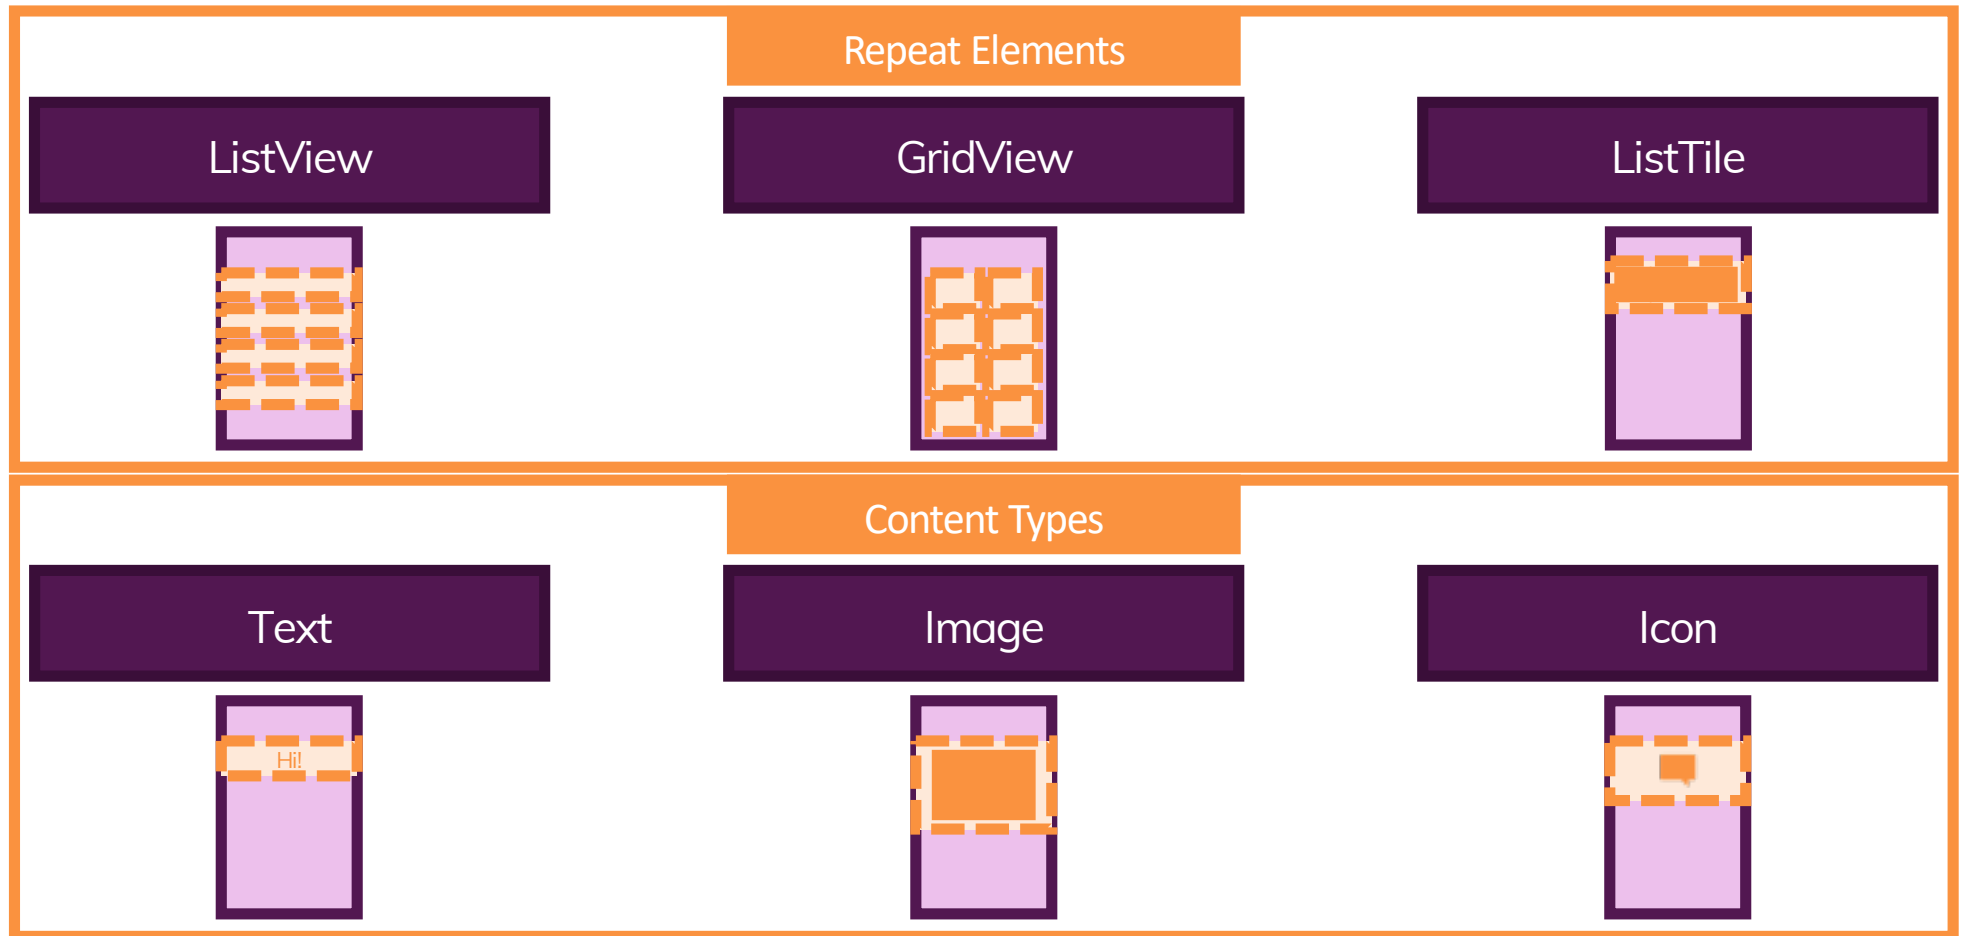 Repeat Elements
ListView
GridView
ListTile
Content Types
Text
Image
Icon
Hi!